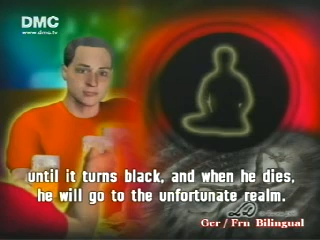 DMC
www.dmc.tv
until it turns black, and when he dies,
he will go to the unfortunate realm.
Ger / Frn Bilingual